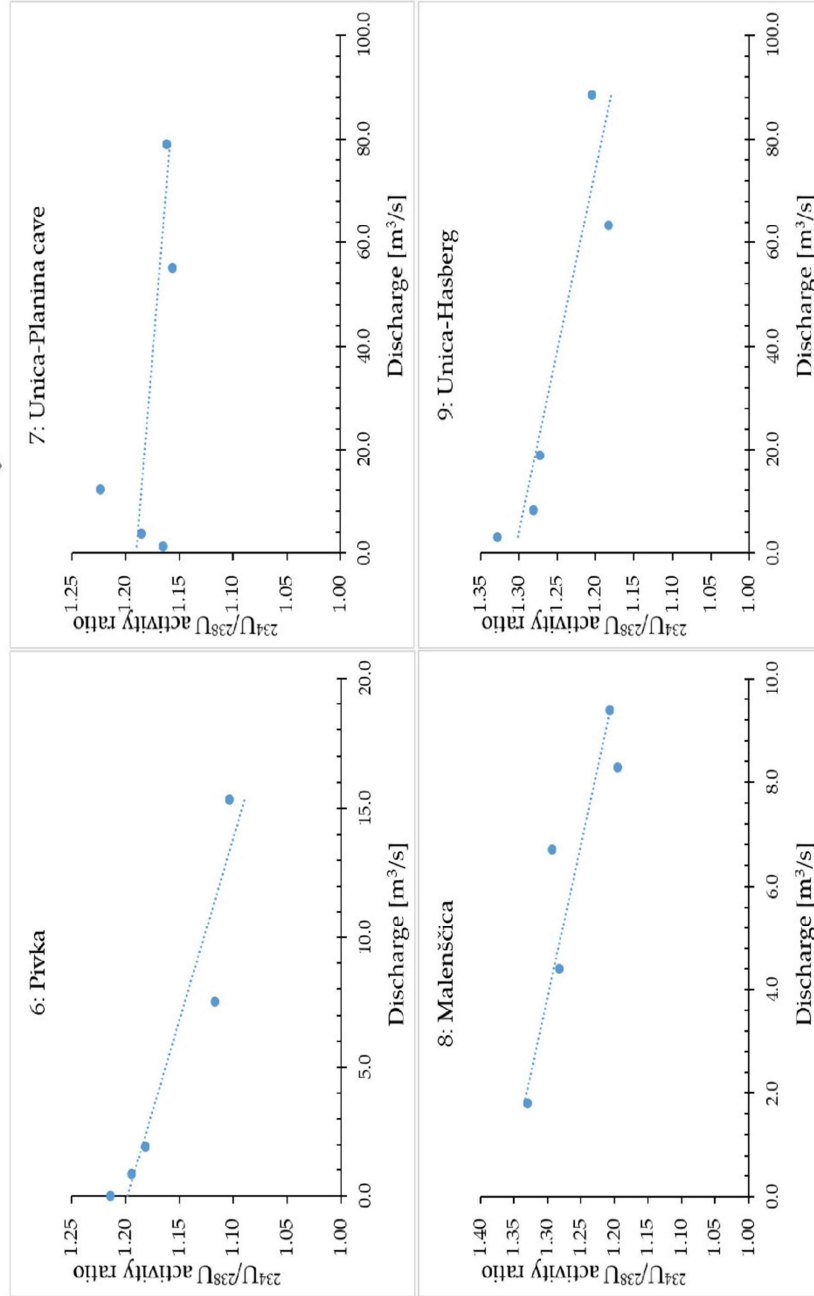 6: Pivka
²³⁴U/²³⁸U activity ratio
1.25
1.20
1.15
1.10
1.05
1.00
0.0 5.0 10.0 15.0 20.0
Discharge [m³/s]
7: Unica-Planina cave
²³⁴U/²³⁸U activity ratio
1.25
1.20
1.15
1.10
1.05
1.00
0.0 20.0 40.0 60.0 80.0 100.0
Discharge [m³/s]
8: Malenščica
²³⁴U/²³⁸U activity ratio
1.40
1.35
1.30
1.25
1.20
1.15
1.10
1.05
1.00
0.0 2.0 4.0 6.0 8.0 10.0
Discharge [m³/s]
9: Unica-Hasberg
²³⁴U/²³⁸U activity ratio
1.35
1.30
1.25
1.20
1.15
1.10
1.05
1.00
0.0 20.0 40.0 60.0 80.0 100.0
Discharge [m³/s]